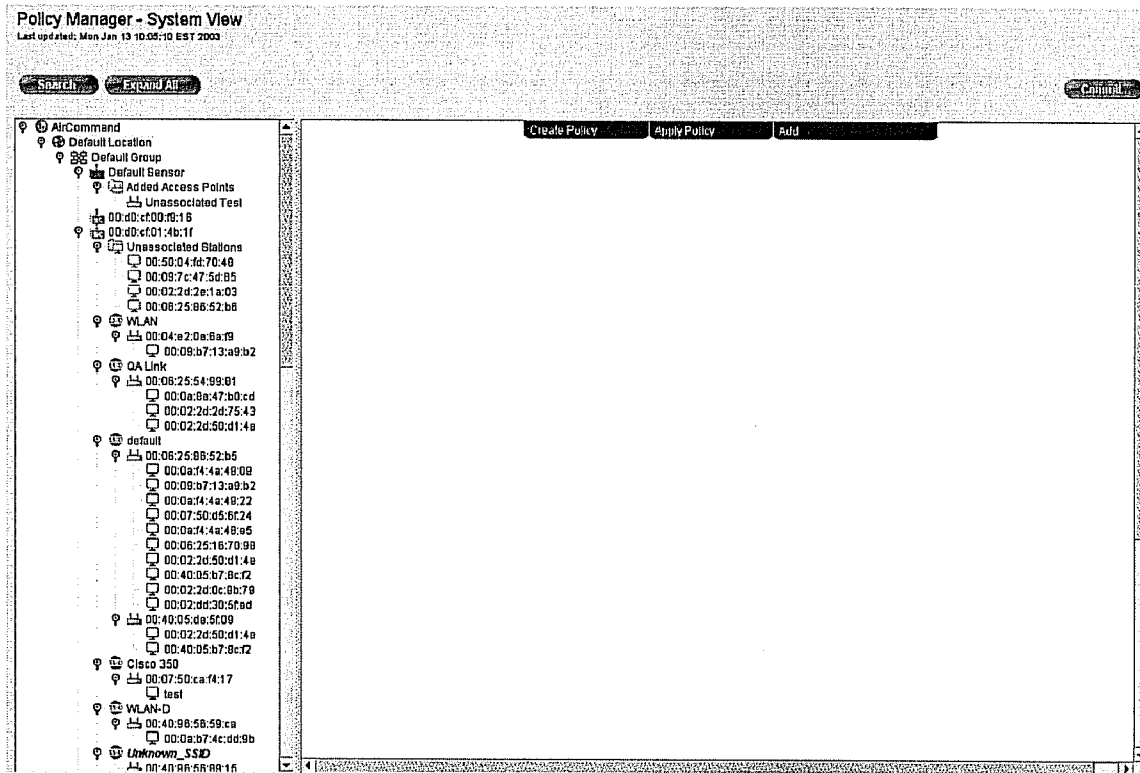 Policy Manager - System View
Last updated: Mon Jan 13 10:05:10 EST 2003
Search Expand All
Commit
Create Policy Apply Policy Add
AirCommand
Default Location
Default Group
Default Sensor
Added Access Points
Unassociated Test
00:d0:cf:00:f9:16
00:d0:cf:01:4b:1f
Unassociated Stations
00:50:04:fd:70:48
00:09:7c:47:5d:85
00:02:2d:2e:1a:03
00:06:25:86:52:b6
WLAN
00:04:e2:0e:6a:f9
00:09:b7:13:a9:b2
QA Link
00:06:25:54:99:81
00:0a:8a:47:b0:cd
00:02:2d:2d:75:43
00:02:2d:50:d1:4e
default
00:06:25:86:52:b5
00:0a:f4:4a:49:09
00:09:b7:13:a9:b2
00:0a:f4:4a:49:22
00:07:50:d5:6f:24
00:0a:f4:4a:48:e5
00:06:25:16:70:98
00:02:2d:50:d1:4e
00:40:05:b7:8c:f2
00:02:2d:0c:8b:79
00:02:dd:30:5f:ed
00:40:05:de:5f:09
00:02:2d:50:d1:4e
00:40:05:b7:8c:f2
Cisco 350
00:07:50:ca:f4:17
test
WLAN-D
00:40:96:56:59:ca
00:0a:b7:4c:dd:9b
Unknown_SSID
00:40:96:56:89:15